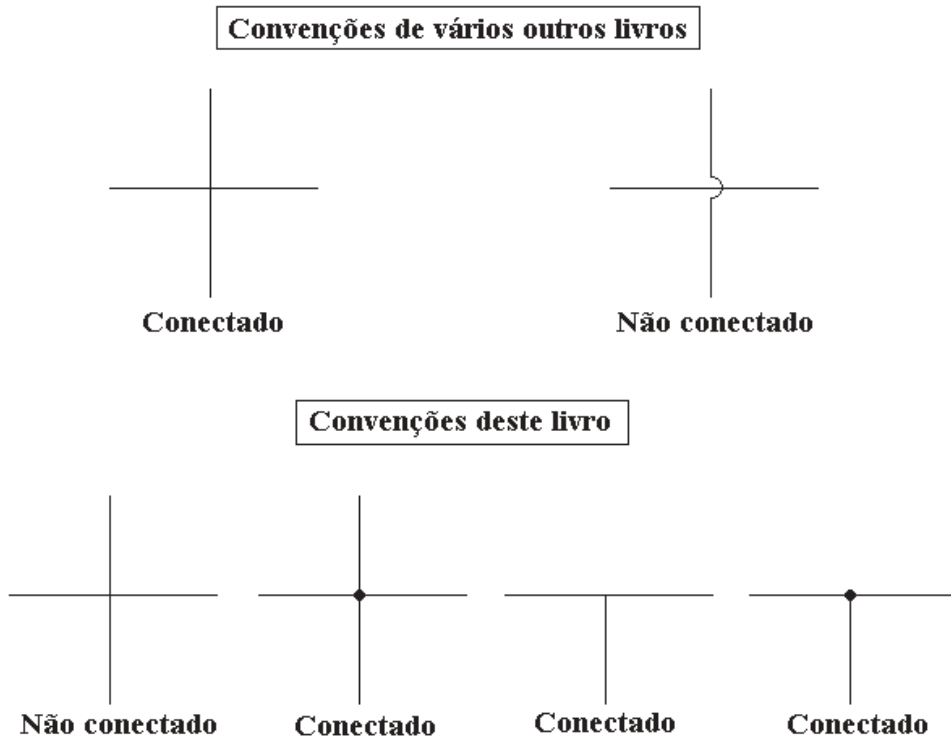 Convenções de vários outros livros
Conectado
Não conectado
Convenções deste livro
Não conectado
Conectado
Conectado
Conectado